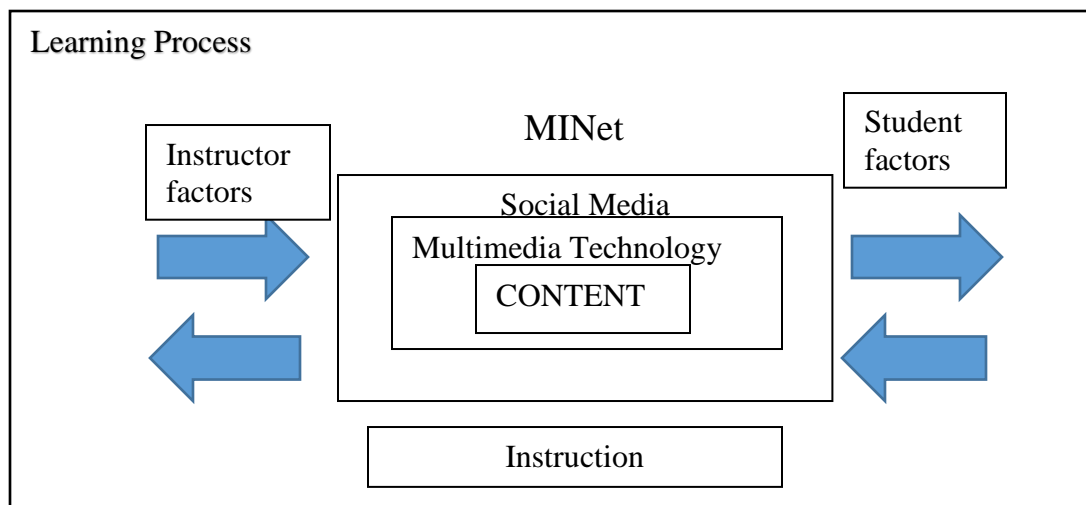 Learning Process
MINet
Instructor
factors
Student
factors
Social Media
Multimedia Technology
CONTENT
Instruction